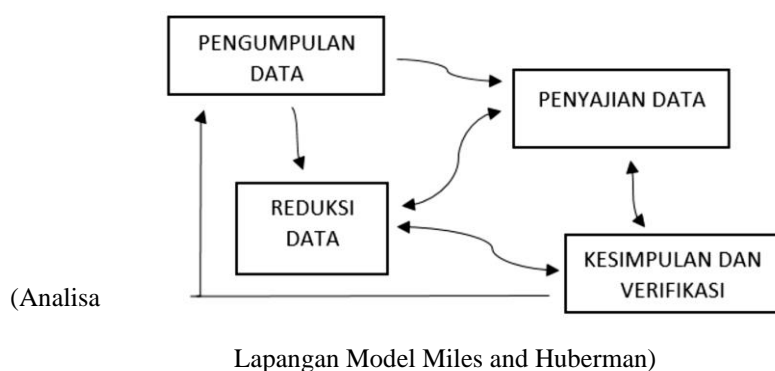 PENGUMPULAN
DATA
PENYAJIAN DATA
REDUKSI
DATA
KESIMPULAN DAN
VERIFIKASI
(Analisa
Lapangan Model Miles and Huberman)